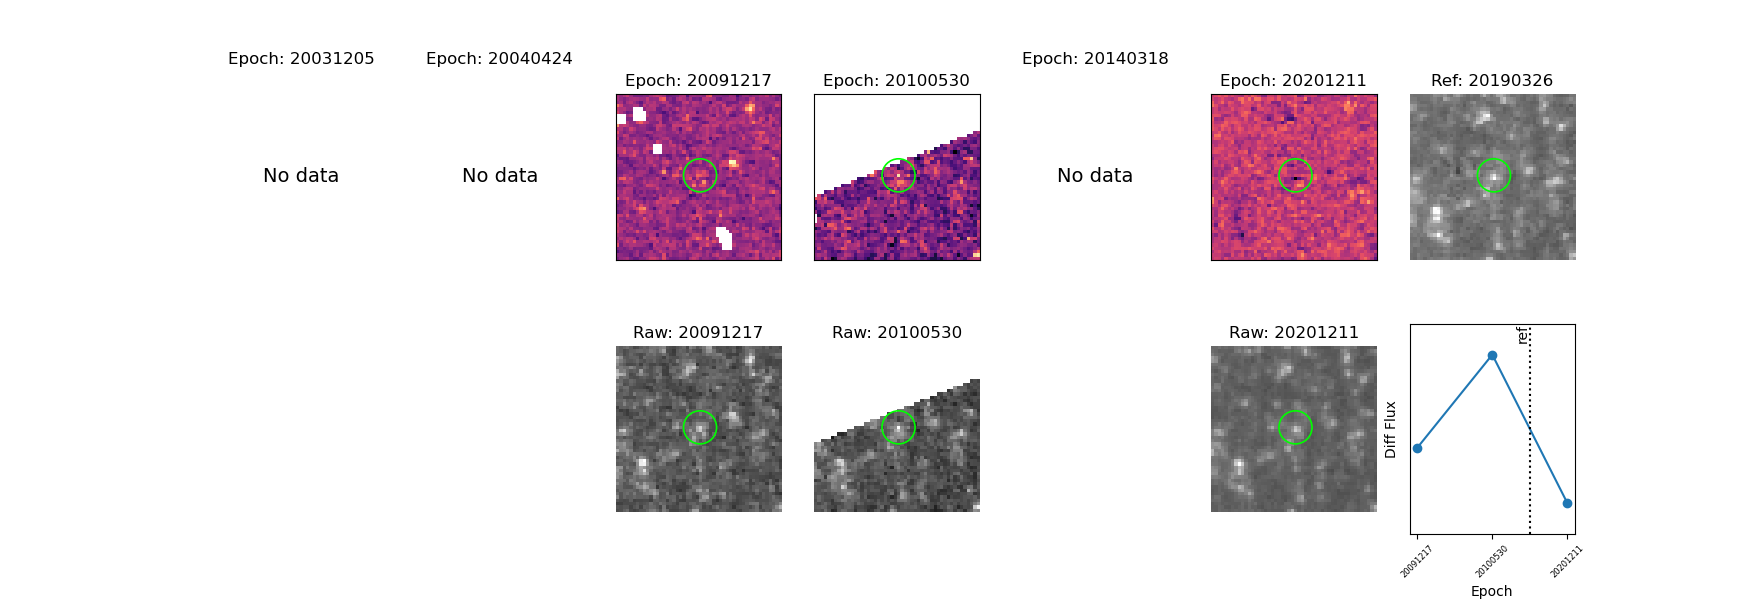 Epoch: 20031205
Epoch: 20040424
Epoch: 20091217
Epoch: 20100530
Epoch: 20140318
Epoch: 20201211
Ref: 20190326
No data
No data
No data
Raw: 20091217
Raw: 20100530
Raw: 20201211
ref
Diff Flux
20091217
20100530
20201211
Epoch